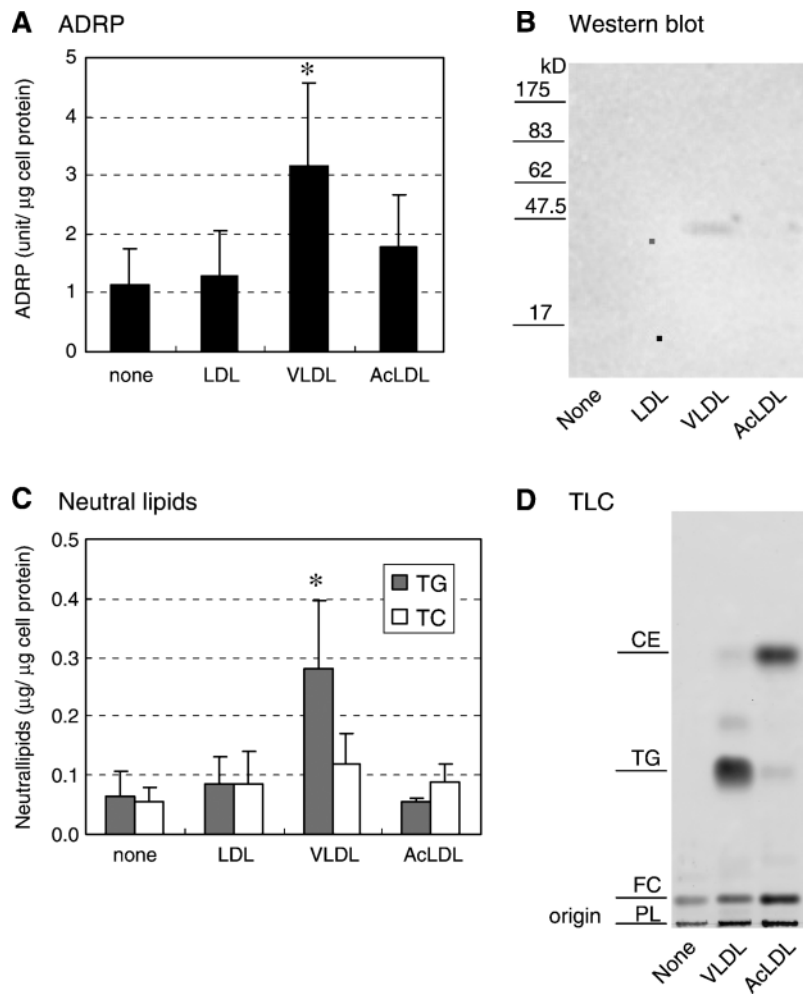 A ADRP
ADRP (unit/ µg cell protein)
5
4
3
2
1
0
*
none LDL VLDL AcLDL
B Western blot
kD
175
83
62
47.5
17
None LDL VLDL AcLDL
C Neutral lipids
Neutrallipids (µg/ µg cell protein)
0.5
0.4
0.3
0.2
0.1
0.0
*
TG
TC
none LDL VLDL AcLDL
D TLC
CE
TG
FC
origin PL
None VLDL AcLDL